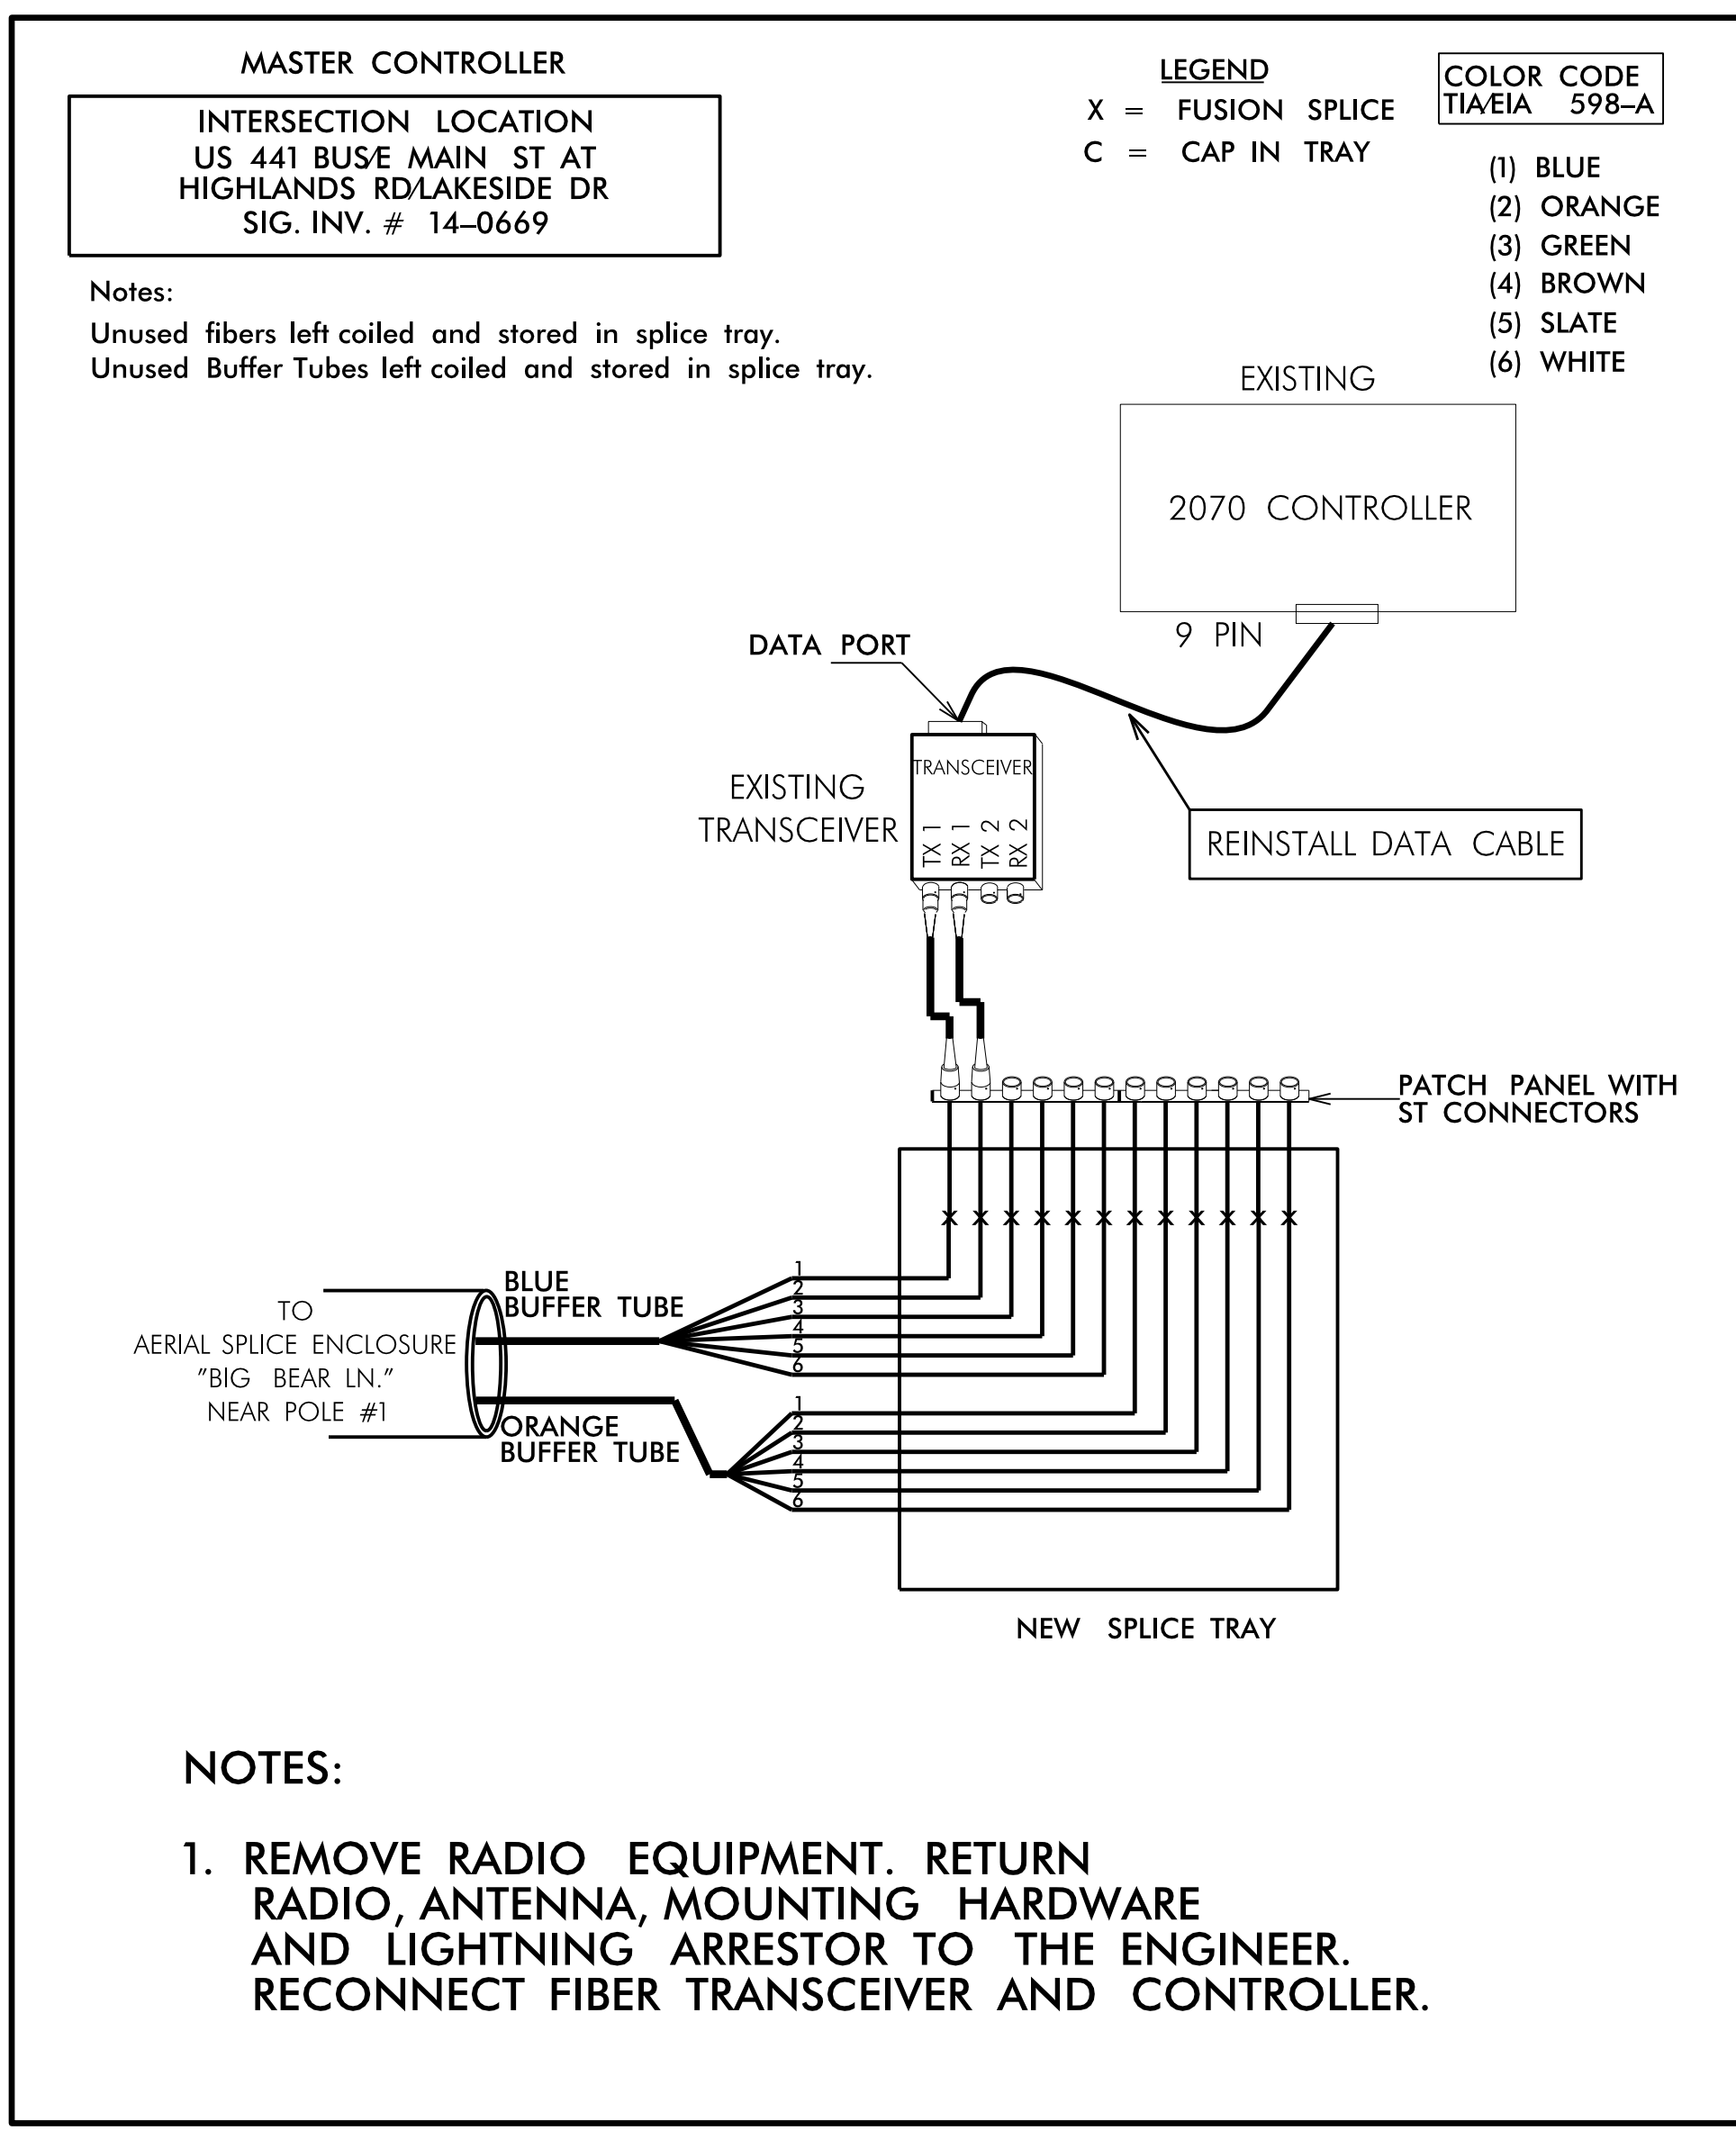 MASTER CONTROLLER
INTERSECTION LOCATION
US 441 BUS/E MAIN ST AT
HIGHLANDS RD/LAKESIDE DR
SIG. INV. # 14-0669
Notes:
Unused fibers left coiled and stored in splice tray.
Unused Buffer Tubes left coiled and stored in splice tray.
LEGEND
X = FUSION SPLICE
C = CAP IN TRAY
COLOR CODE
TIA/EIA 598-A
(1) BLUE
(2) ORANGE
(3) GREEN
(4) BROWN
(5) SLATE
(6) WHITE
EXISTING
2070 CONTROLLER
9 PIN
DATA PORT
TRANSCEIVER
EXISTING
TRANSCEIVER
TX 1
RX 1
TX 2
RX 2
REINSTALL DATA CABLE
PATCH PANEL WITH
ST CONNECTORS
X X X X X X X X X X X X
BLUE
BUFFER TUBE
1
2
3
4
5
6
TO
AERIAL SPLICE ENCLOSURE
"BIG BEAR LN."
NEAR POLE #1
ORANGE
BUFFER TUBE
1
2
3
4
5
6
NEW SPLICE TRAY
NOTES:
1. REMOVE RADIO EQUIPMENT. RETURN
RADIO, ANTENNA, MOUNTING HARDWARE
AND LIGHTNING ARRESTOR TO THE ENGINEER.
RECONNECT FIBER TRANSCEIVER AND CONTROLLER.